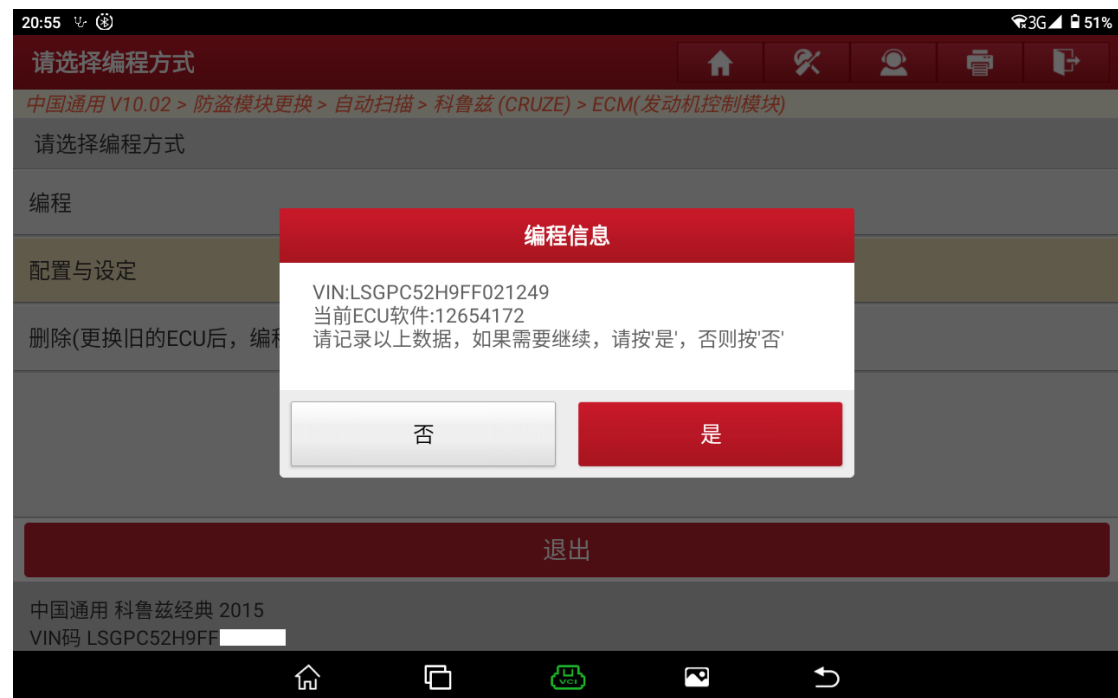 20:55 3G 51%
请选择编程方式
中国通用 V10.02 > 防盗模块更换 > 自动扫描 > 科鲁兹 (CRUZE) > ECM(发动机控制模块)
请选择编程方式
编程
配置与设定
删除(更换旧的ECU后，编
编程信息
VIN:LSGPC52H9FF021249
当前ECU软件:12654172
请记录以上数据，如果需要继续，请按'是'，否则按'否'
否
是
退出
中国通用 科鲁兹经典 2015
VIN码 LSGPC52H9FF
VCI